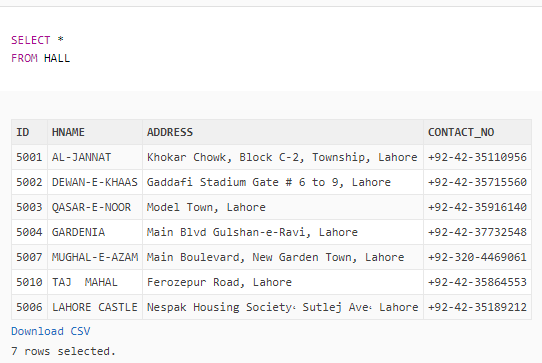 SELECT *
FROM HALL
ID HNAME ADDRESS CONTACT_NO
5001 AL-JANNAT Khokar Chowk, Block C-2, Township, Lahore +92-42-35110956
5002 DEWAN-E-KHAAS Gaddafi Stadium Gate # 6 to 9, Lahore +92-42-35715560
5003 QASAR-E-NOOR Model Town, Lahore +92-42-35916140
5004 GARDENIA Main Blvd Gulshan-e-Ravi, Lahore +92-42-37732548
5007 MUGHAL-E-AZAM Main Boulevard, New Garden Town, Lahore +92-320-4469061
5010 TAJ  MAHAL Ferozepur Road, Lahore +92-42-35864553
5006 LAHORE CASTLE Nespak Housing Society، Sutlej Ave، Lahore +92-42-35189212
Download CSV
7 rows selected.